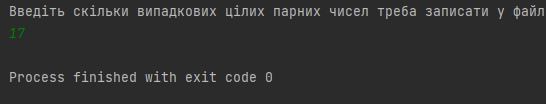 Введіть скільки випадкових цілих парних чисел треба записати у файл
17
Process finished with exit code 0